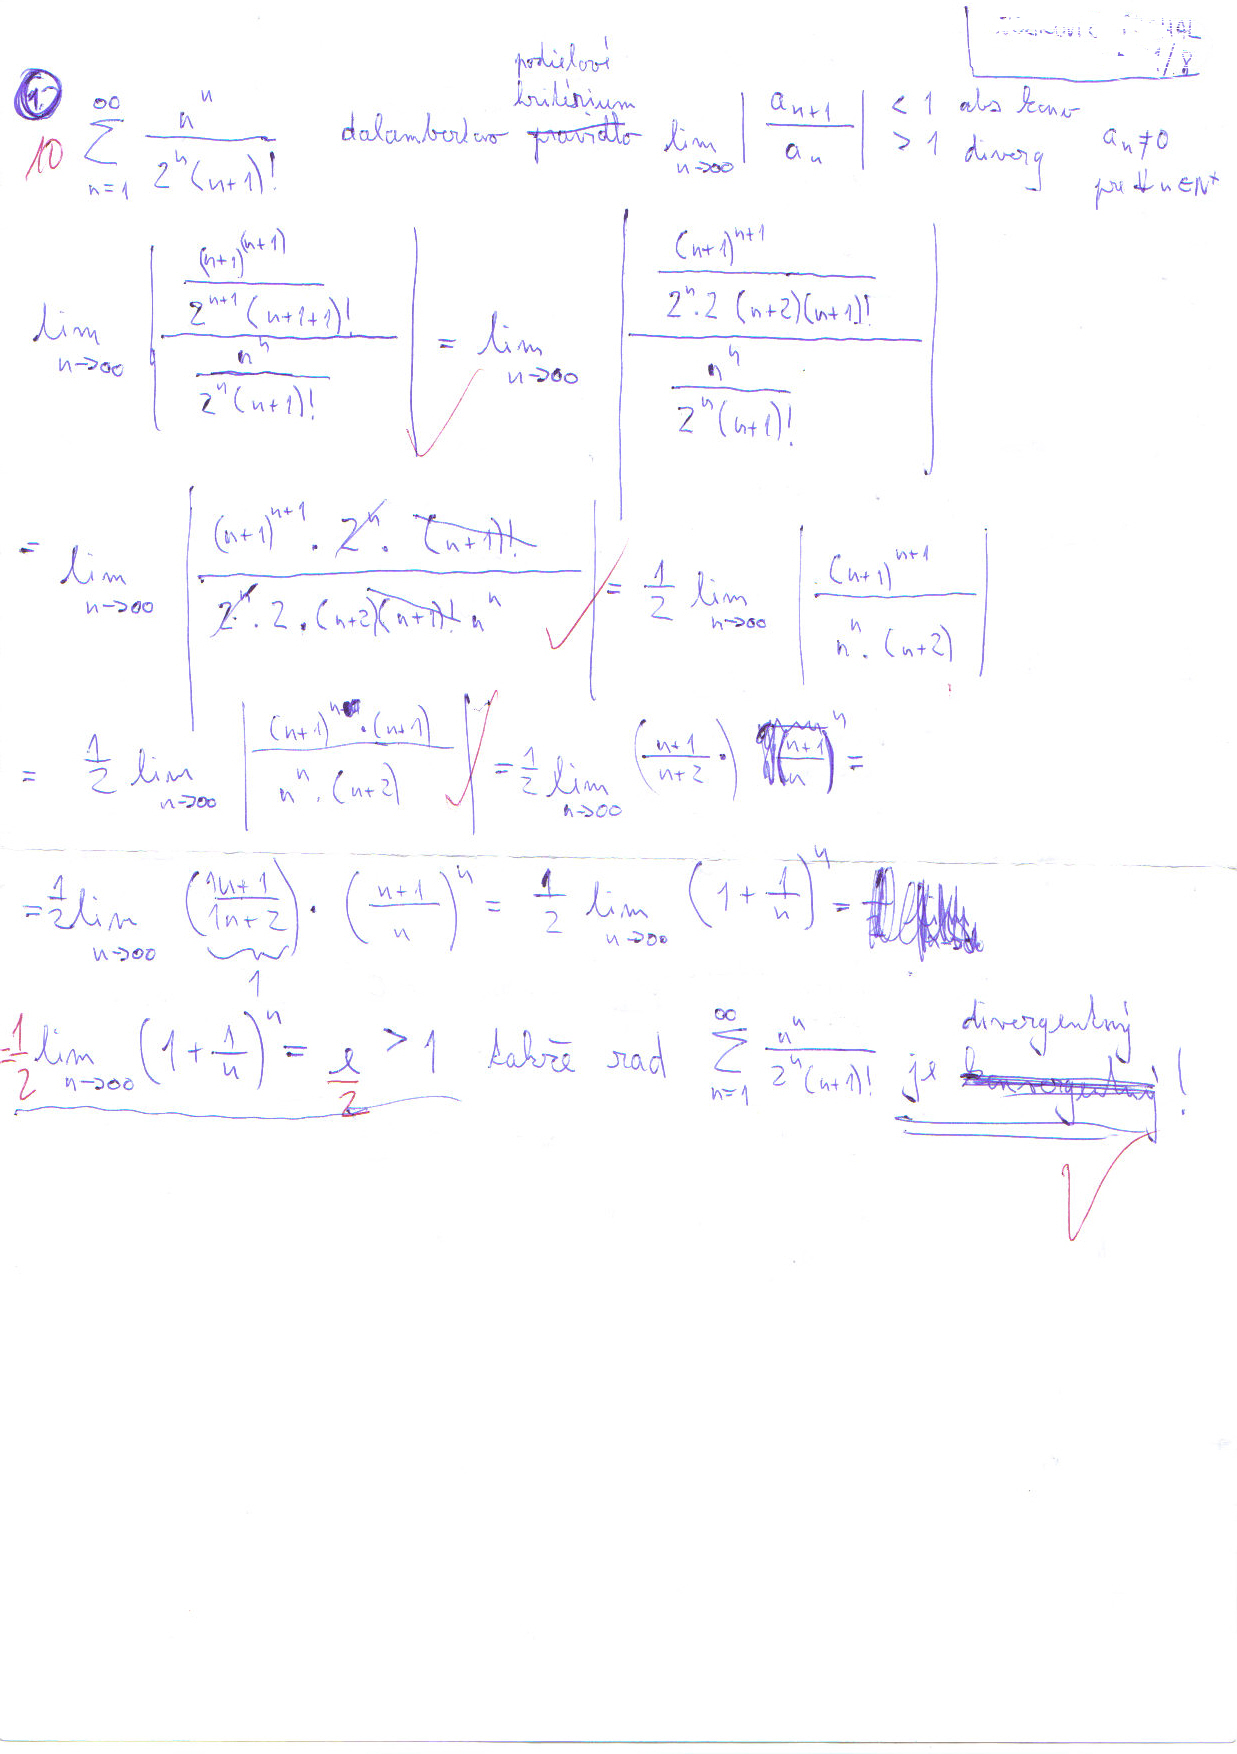 1/8
podielové
1. kritérium
10 \sum_{n=1}^{\infty} \frac{n^n}{2^n (n+1)!} dalambertovo pravidlo \lim_{n \to \infty} \left| \frac{a_{n+1}}{a_n} \right| < 1 abs konv
> 1 diverg a_n \neq 0
pre \forall n \in N^+
\lim_{n \to \infty} \left| \frac{\frac{(n+1)^{(n+1)}}{2^{n+1} (n+1+1)!}}{\frac{n^n}{2^n (n+1)!}} \right| = \lim_{n \to \infty} \left| \frac{\frac{(n+1)^{n+1}}{2^n \cdot 2 (n+2)(n+1)!}}{\frac{n^n}{2^n (n+1)!}} \right|
= \lim_{n \to \infty} \left| \frac{(n+1)^{n+1} \cdot 2^n \cdot (n+1)!}{2^n \cdot 2 \cdot (n+2)(n+1)! n^n} \right| = \frac{1}{2} \lim_{n \to \infty} \left| \frac{(n+1)^{n+1}}{n^n \cdot (n+2)} \right|
= \frac{1}{2} \lim_{n \to \infty} \left| \frac{(n+1)^n \cdot (n+1)}{n^n \cdot (n+2)} \right| = \frac{1}{2} \lim_{n \to \infty} \left( \frac{n+1}{n+2} \cdot \right) \left( \frac{n+1}{n} \right)^n =
= \frac{1}{2} \lim_{n \to \infty} \underbrace{\left( \frac{1n+1}{1n+2} \right)}_{1} \cdot \left( \frac{n+1}{n} \right)^n = \frac{1}{2} \lim_{n \to \infty} \left( 1 + \frac{1}{n} \right)^n =
= \frac{1}{2} \lim_{n \to \infty} \left( 1 + \frac{1}{n} \right)^n = \frac{e}{2} > 1 takže rad \sum_{n=1}^{\infty} \frac{n^n}{2^n (n+1)!} je konvergentný divergentný !